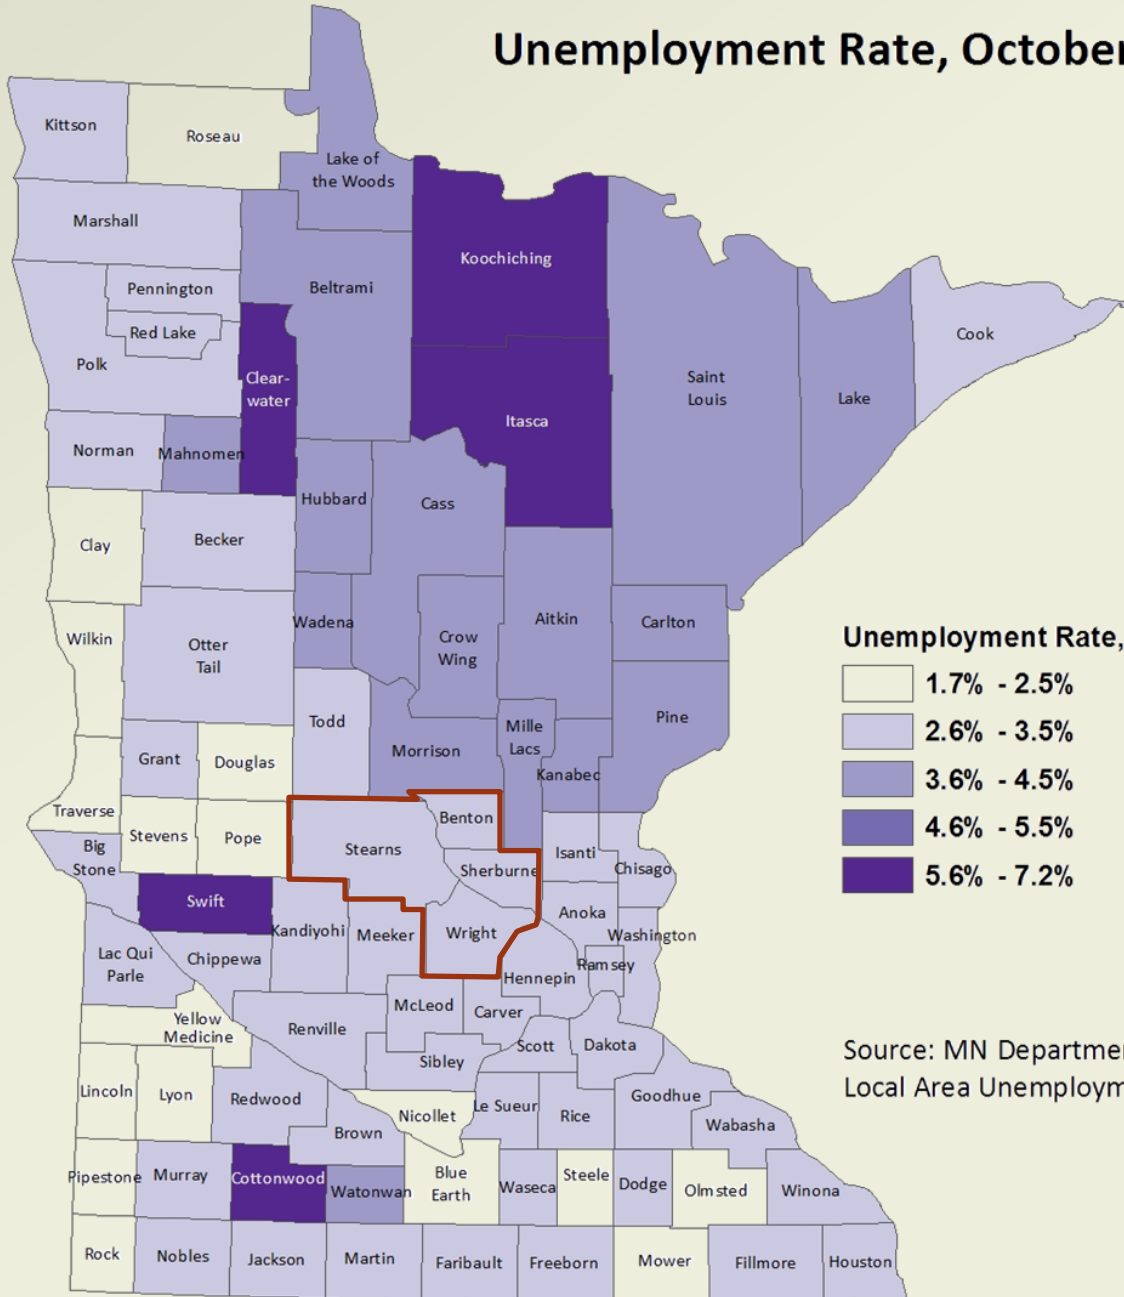 Unemployment Rate, October
Kittson
Roseau
Lake of
the Woods
Marshall
Koochiching
Beltrami
Pennington
Red Lake
Polk
Cook
Clear-
water
Saint
Louis
Lake
Itasca
Norman
Mahnomen
Hubbard
Cass
Clay
Becker
Wilkin
Otter
Tail
Wadena
Crow
Wing
Aitkin
Carlton
Unemployment Rate,
1.7% - 2.5%
2.6% - 3.5%
3.6% - 4.5%
4.6% - 5.5%
5.6% - 7.2%
Todd
Mille
Lacs
Pine
Grant
Douglas
Morrison
Kanabec
Traverse
Stevens
Pope
Benton
Big
Stone
Stearns
Sherburne
Isanti
Chisago
Swift
Kandiyohi
Meeker
Wright
Anoka
Washington
Lac Qui
Parle
Chippewa
Hennepin
Ramsey
Yellow
Medicine
Renville
McLeod
Carver
Scott
Dakota
Sibley
Source: MN Departme
Local Area Unemploym
Lincoln
Lyon
Redwood
Nicollet
Le Sueur
Rice
Goodhue
Wabasha
Brown
Pipestone
Murray
Cottonwood
Watonwan
Blue
Earth
Waseca
Steele
Dodge
Olmsted
Winona
Rock
Nobles
Jackson
Martin
Faribault
Freeborn
Mower
Fillmore
Houston